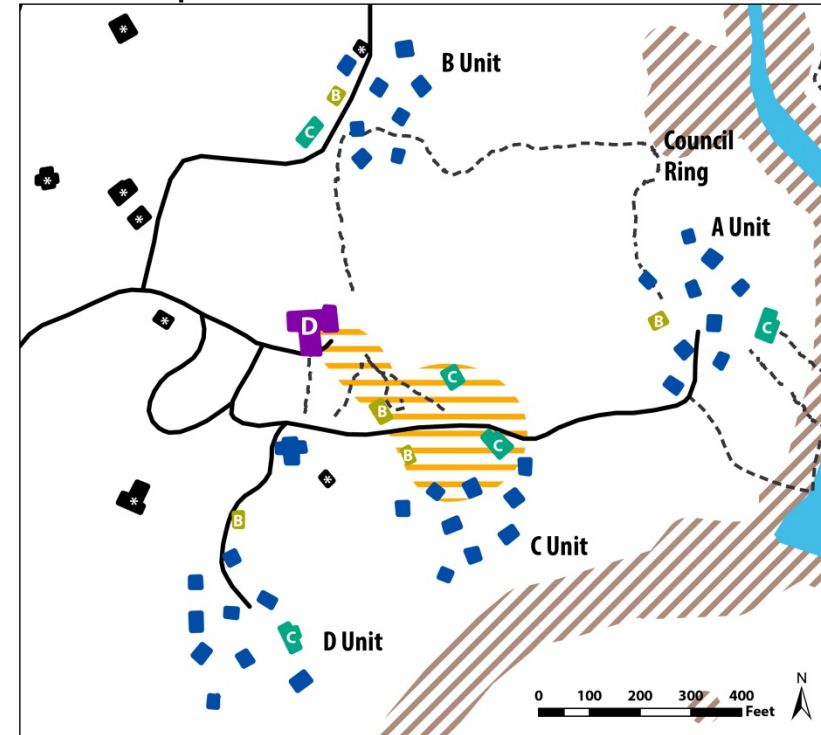 *
*
B Unit
B
C
Council
Ring
*
*
*
A Unit
*
D
B
C
C
B
C
B
*
*
B
C Unit
C
D Unit
N
0 100 200 300 400
Feet